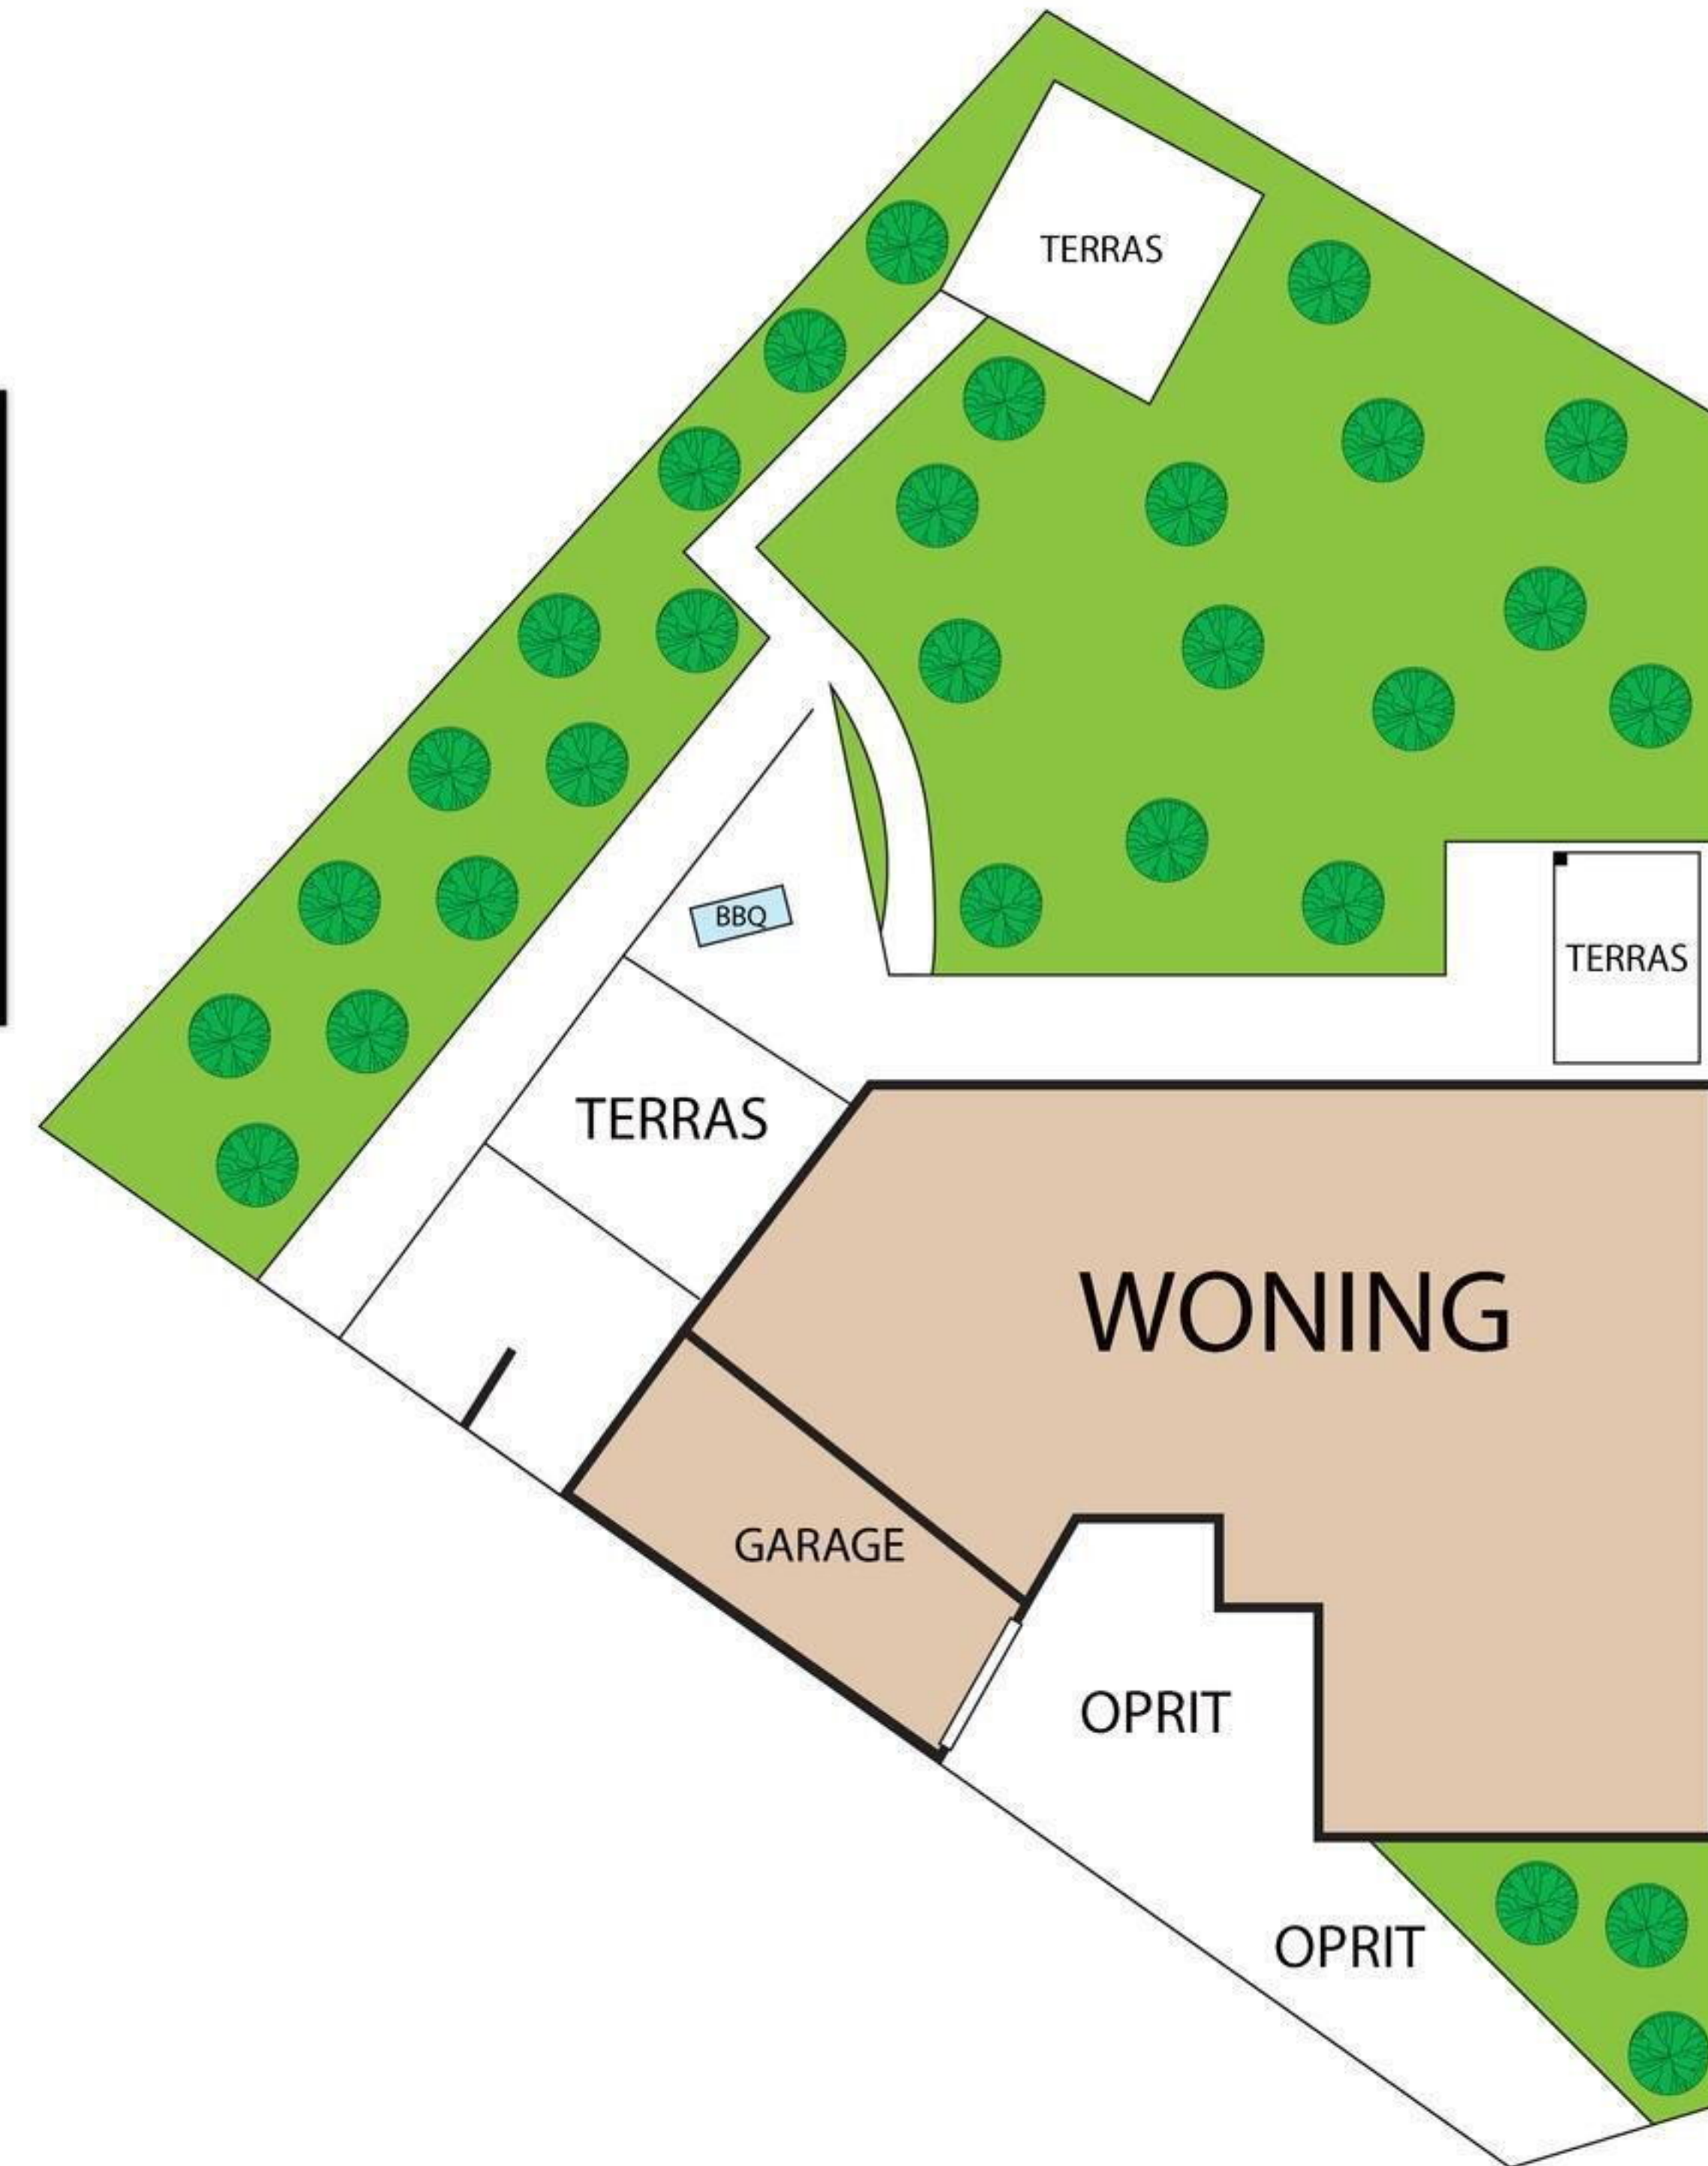 TERRAS
BBQ
TERRAS
TERRAS
WONING
GARAGE
OPRIT
OPRIT